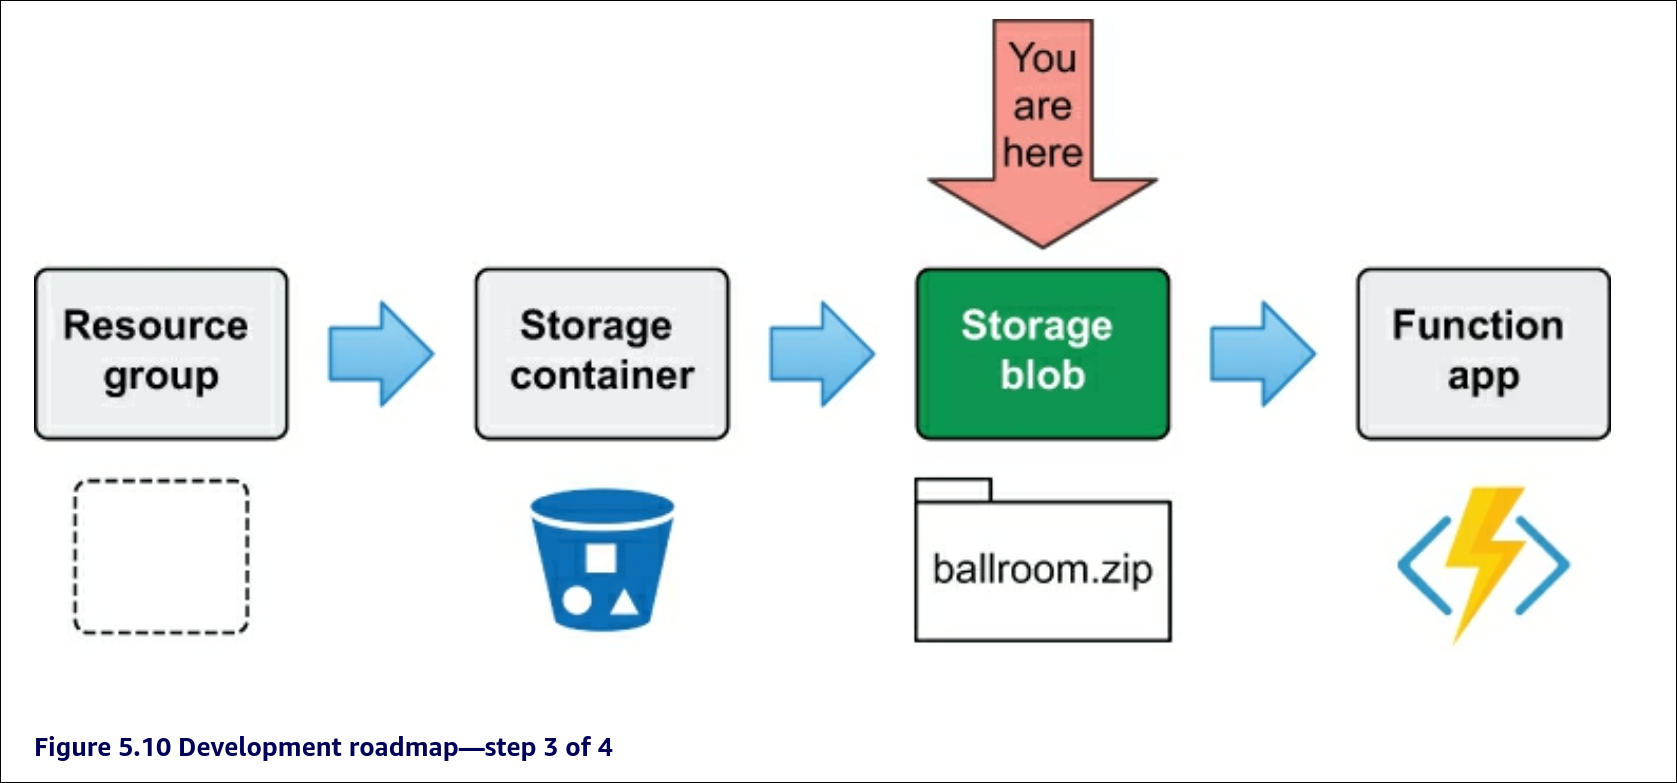 You
are
here
Resource
group
Storage
container
Storage
blob
Function
app
ballroom.zip
Figure 5.10 Development roadmap—step 3 of 4